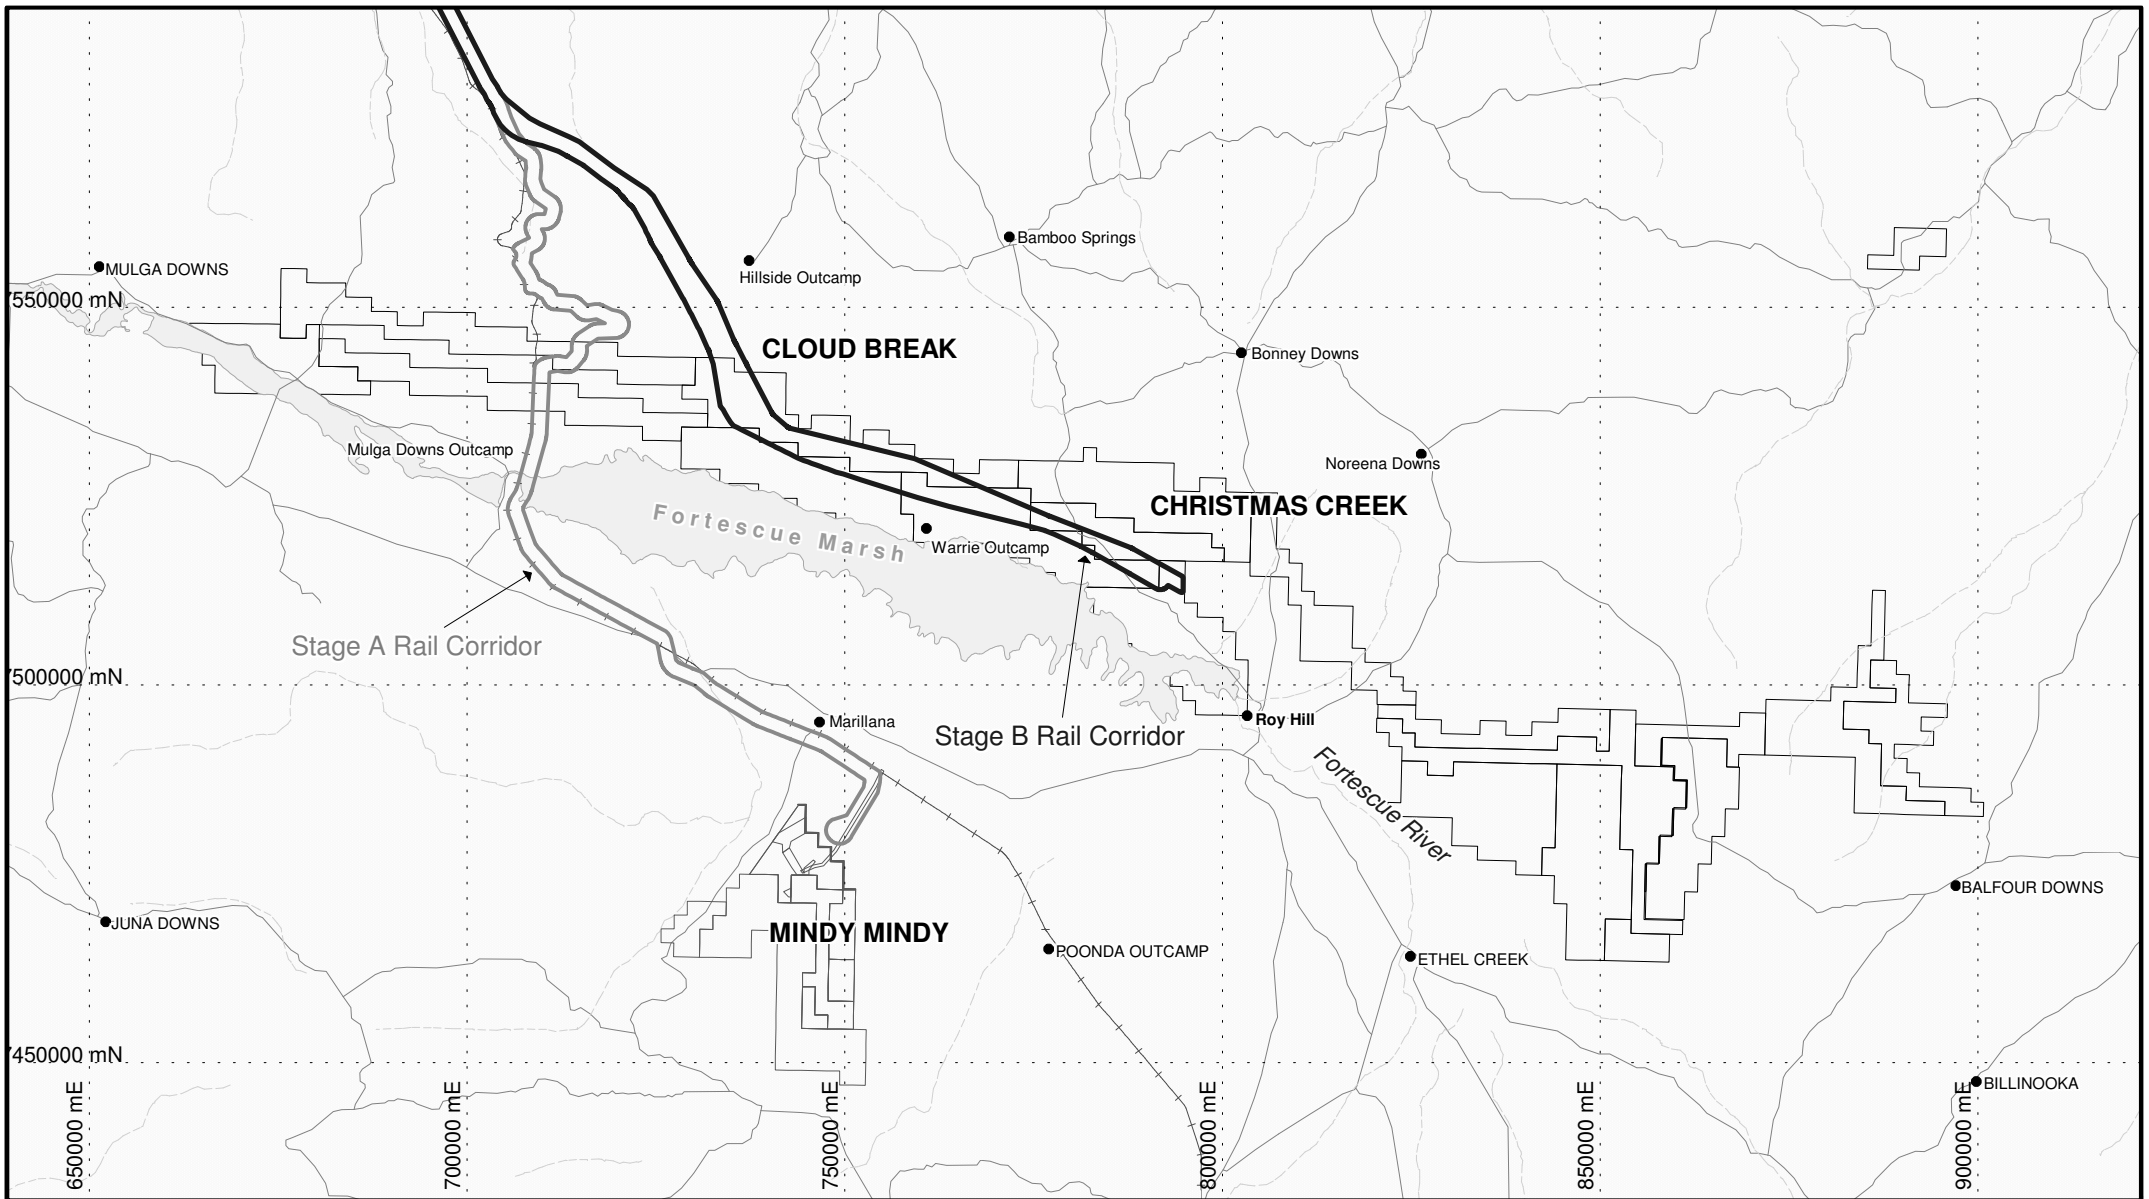 Bamboo Springs
MULGA DOWNS
Hillside Outcamp
7550000 mN
CLOUD BREAK
Bonney Downs
Mulga Downs Outcamp
Noreena Downs
CHRISTMAS CREEK
Fortescue Marsh
Warrie Outcamp
Stage A Rail Corridor
7500000 mN
Marillana
Roy Hill
Stage B Rail Corridor
Fortescue River
BALFOUR DOWNS
JUNA DOWNS
MINDY MINDY
POONDA OUTCAMP
ETHEL CREEK
7450000 mN
BILLINOOKA
650000 mE
700000 mE
750000 mE
800000 mE
850000 mE
900000 mE